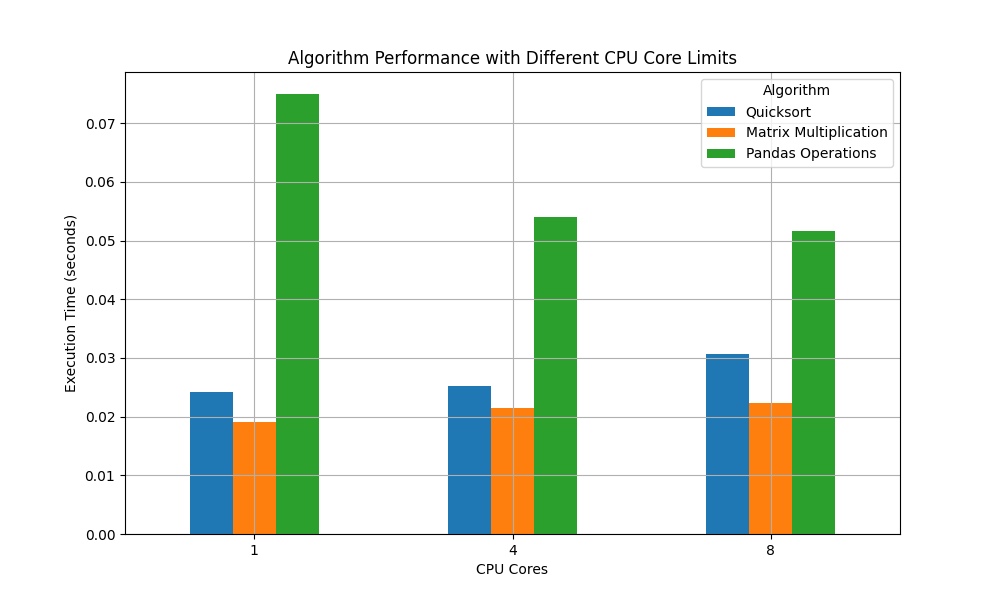 Algorithm Performance with Different CPU Core Limits
Algorithm
Quicksort
Matrix Multiplication
Pandas Operations
Execution Time (seconds)
0.07
0.06
0.05
0.04
0.03
0.02
0.01
0.00
1 4 8
CPU Cores